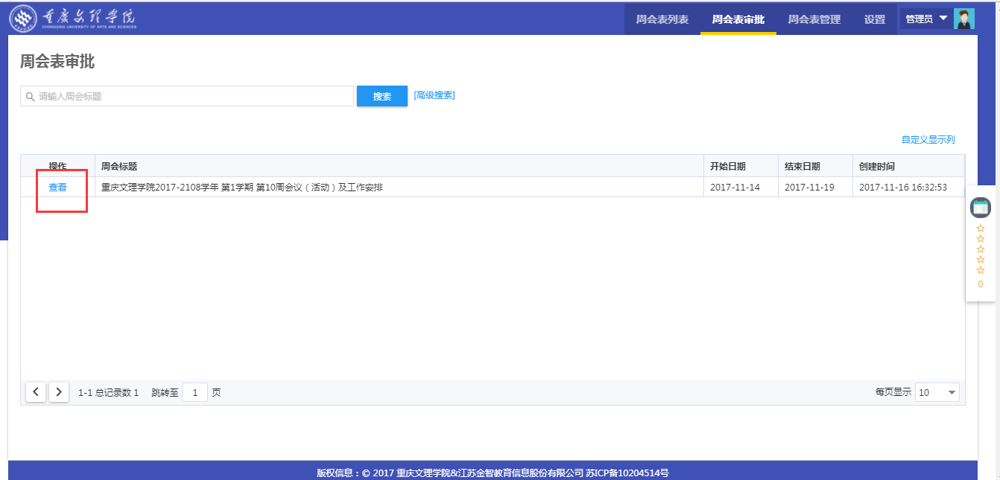 重庆文理学院
CHONGQING UNIVERSITY OF ARTS AND SCIENCES
周会表列表 周会表审批 周会表管理 设置 管理员
周会表审批
请输入周会标题 搜索 [高级搜索]
自定义显示列
操作 周会标题 开始日期 结束日期 创建时间
查看 重庆文理学院2017-2108学年 第1学期 第10周会议（活动）及工作安排 2017-11-14 2017-11-19 2017-11-16 16:32:53
0
1-1 总记录数 1 跳转至 1 页 每页显示 10
版权信息：© 2017 重庆文理学院&江苏金智教育信息股份有限公司 苏ICP备10204514号